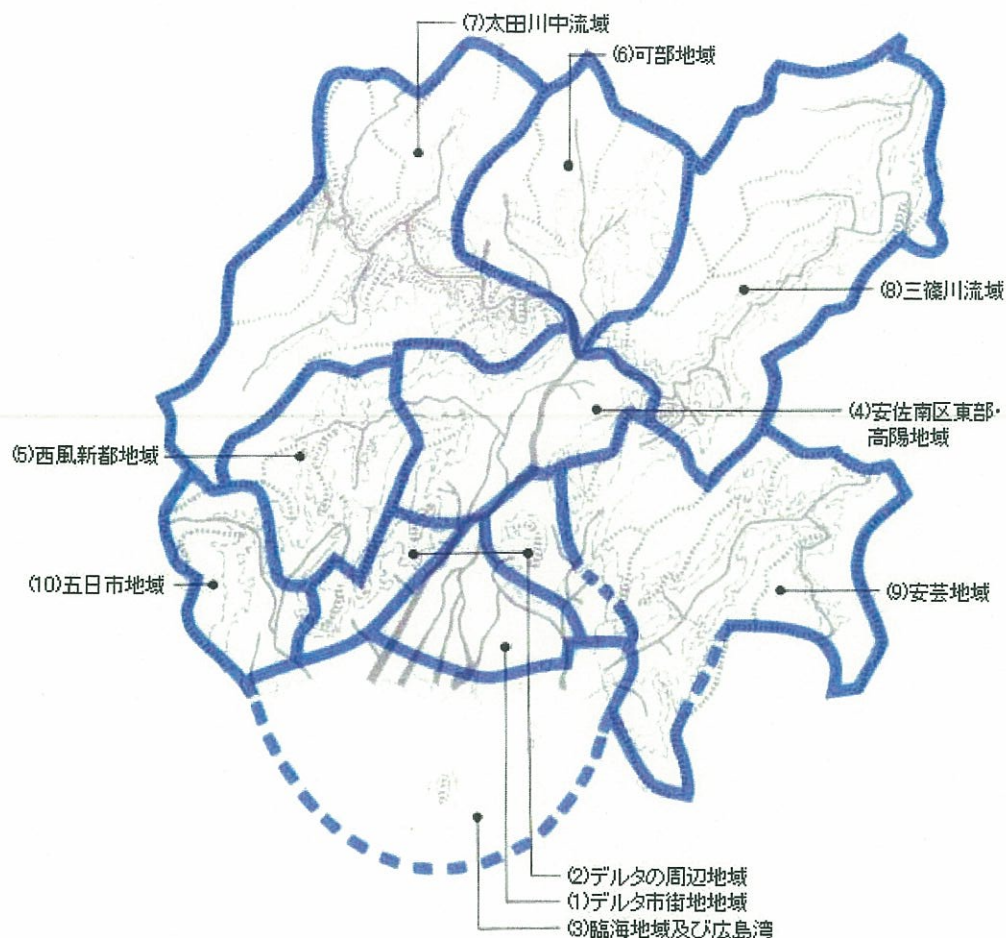 (7)太田川中流域
(6)可部地域
(8)三篠川流域
(4)安佐南区東部・
高陽地域
(5)西風新都地域
(10)五日市地域
(9)安芸地域
(2)デルタの周辺地域
(1)デルタ市街地地域
(3)臨海地域及び広島湾